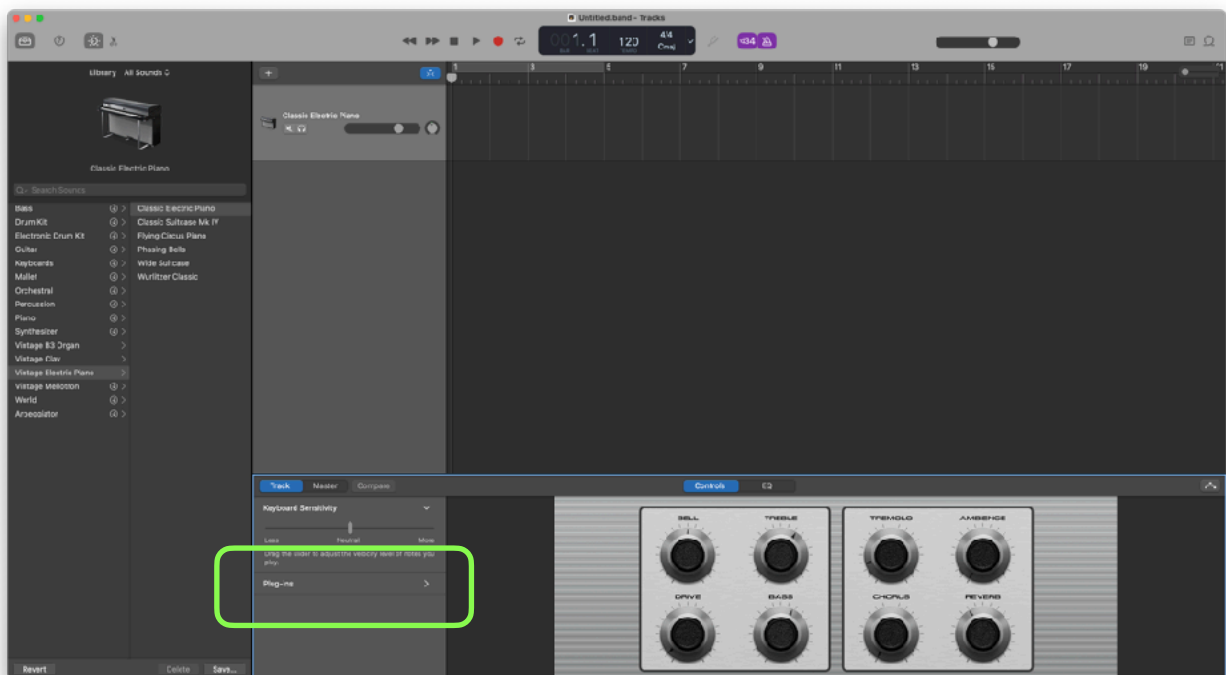 Untitled.band - Tracks
1.1
120
4/4
Cmaj
1234
Library All Sounds
1 3 5 7 9 11 13 15 17 19 21
Classic Electric Piano
Classic Electric Piano
Search Sounds
Bass
Drum Kit
Electronic Drum Kit
Guitar
Keyboards
Mallet
Orchestral
Percussion
Piano
Synthesizer
Vintage B3 Organ
Vintage Clav
Vintage Electric Piano
Vintage Mellotron
World
Arpeggiator
Classic Electric Piano
Classic Suitcase Mk IV
Flying Circus Piano
Phasing Bells
Wide Suitcase
Wurlitzer Classic
Track Master Compare
Controls EQ
Keyboard Sensitivity
Less Neutral More
Drag the slider to adjust the velocity level of notes you
play.
Plug-ins
BELL TREBLE TREMOLO AMBIENCE
DRIVE BASS CHORUS REVERB
Revert Delete Save...